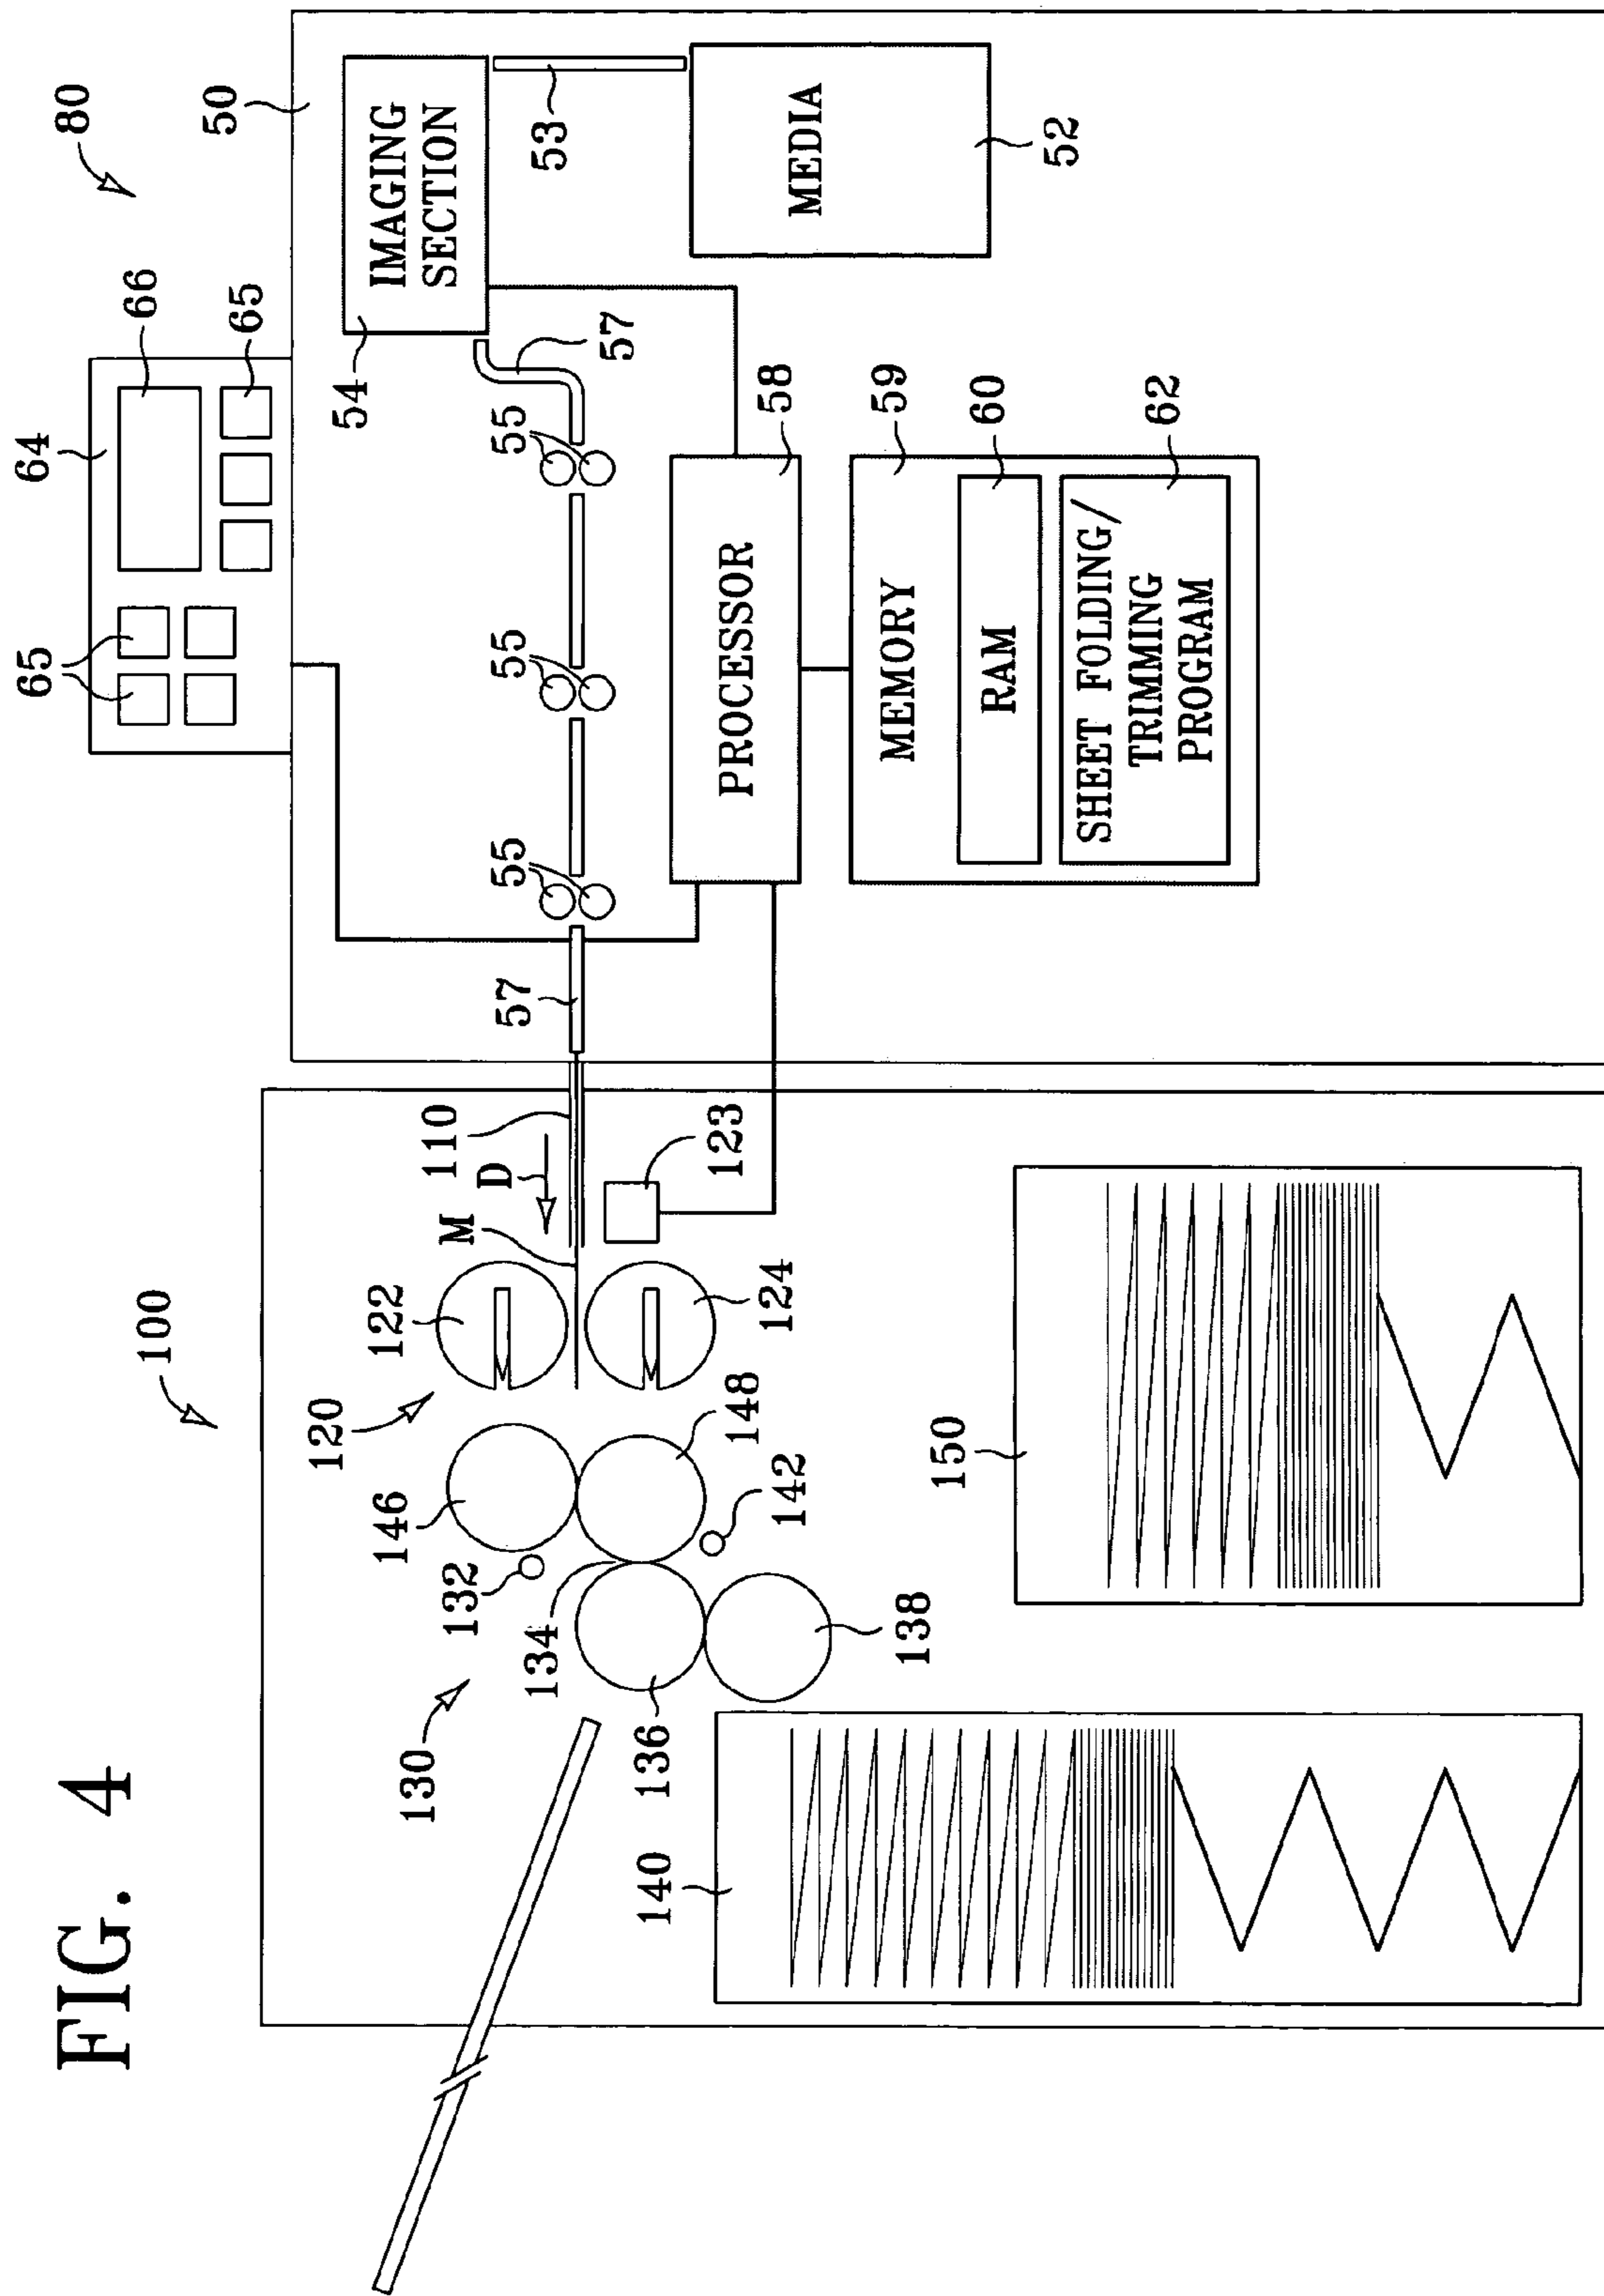 FIG. 4
80
50
64
66
65
65
IMAGING
SECTION
54
53
MEDIA
52
57
55
55
55
57
PROCESSOR
58
MEMORY
59
RAM
60
SHEET FOLDING/
TRIMMING
PROGRAM
62
100
110
D
M
123
120
122
124
146
148
132
142
130
134
136
138
140
150